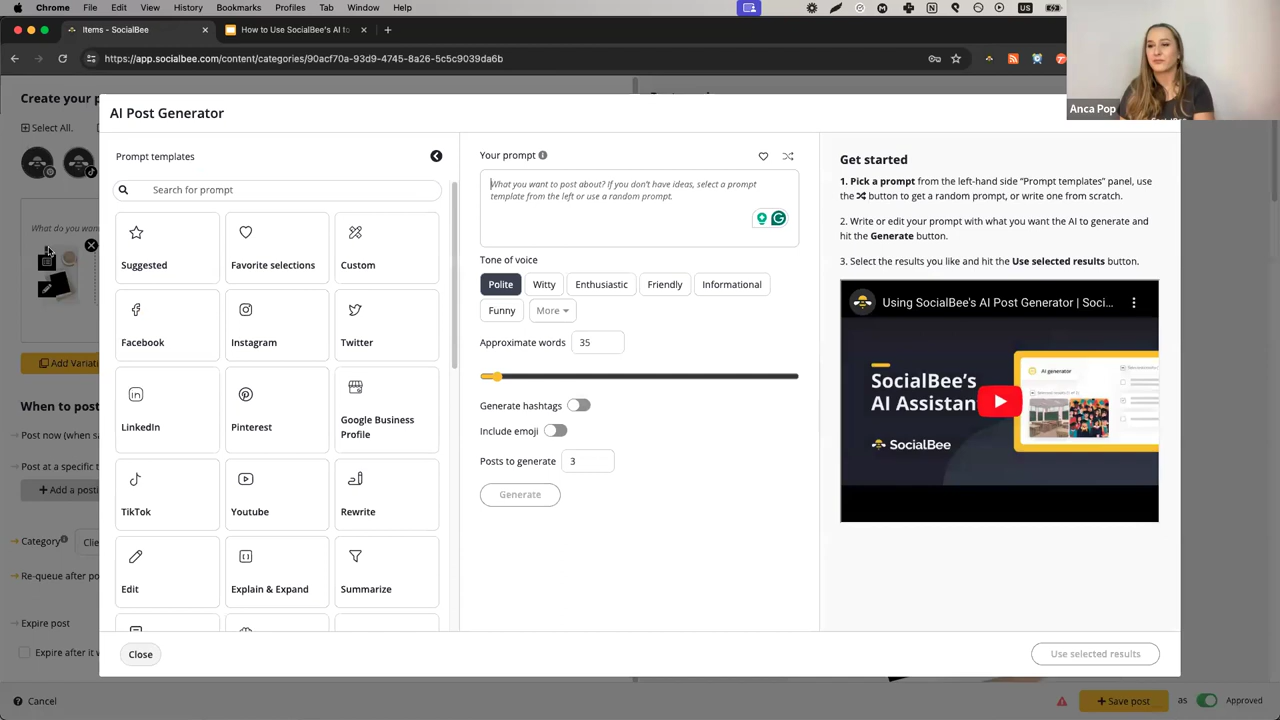 Chrome File Edit View History Bookmarks Profiles Tab Window Help
Items - SocialBee
How to Use SocialBee's AI to
https://app.socialbee.com/content/categories/90acf70a-93d9-4745-8a26-5c5c9039da6b
Anca Pop
Create your p
Select All.
What do you want
Add Variat
When to post
Post now (when sa
Post at a specific t
+ Add a posti
Category
Clie
Re-queue after po
Expire post
Expire after it w
Cancel
AI Post Generator
Prompt templates
Search for prompt
Suggested
Favorite selections
Custom
Facebook
Instagram
Twitter
LinkedIn
Pinterest
Google Business
Profile
TikTok
Youtube
Rewrite
Edit
Explain & Expand
Summarize
Close
Your prompt
What you want to post about? If you don't have ideas, select a prompt
template from the left or use a random prompt.
Tone of voice
Polite
Witty
Enthusiastic
Friendly
Informational
Funny
More
Approximate words 35
Generate hashtags
Include emoji
Posts to generate 3
Generate
Get started
1. Pick a prompt from the left-hand side "Prompt templates" panel, use
the button to get a random prompt, or write one from scratch.
2. Write or edit your prompt with what you want the AI to generate and
hit the Generate button.
3. Select the results you like and hit the Use selected results button.
Using SocialBee's AI Post Generator | Soci...
SocialBee's
AI Assistan
SocialBee
AI generator
Use selected results
+ Save post
as
Approved